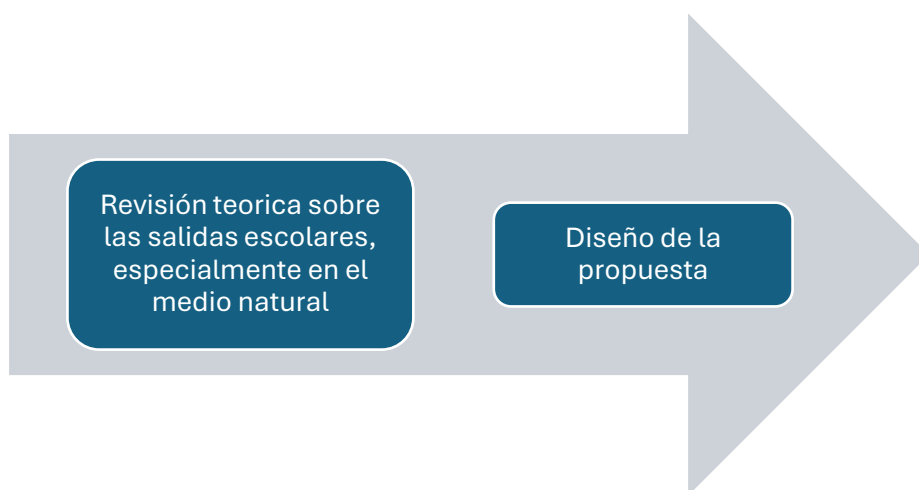 Revisión teorica sobre
las salidas escolares,
especialmente en el
medio natural
Diseño de la
propuesta